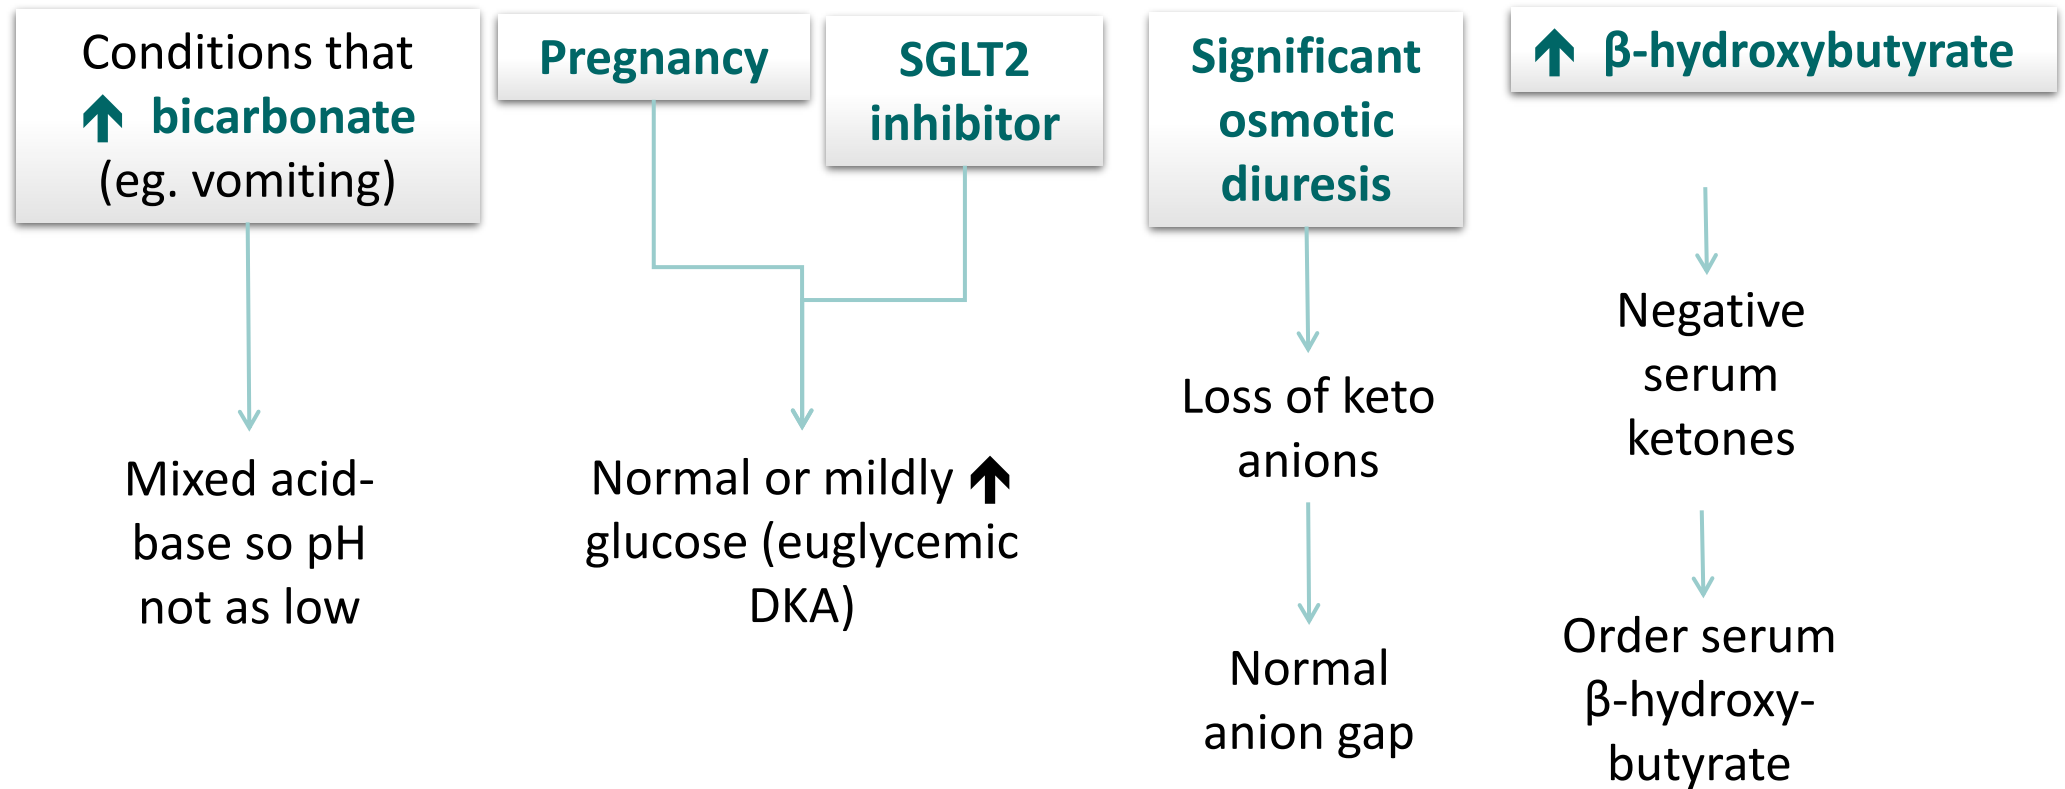 Conditions that
↑ bicarbonate
(eg. vomiting)
Mixed acid-
base so pH
not as low
Pregnancy
SGLT2
inhibitor
Normal or mildly ↑
glucose (euglycemic
DKA)
Significant
osmotic
diuresis
Loss of keto
anions
Normal
anion gap
↑ β-hydroxybutyrate
Negative
serum
ketones
Order serum
β-hydroxy-
butyrate